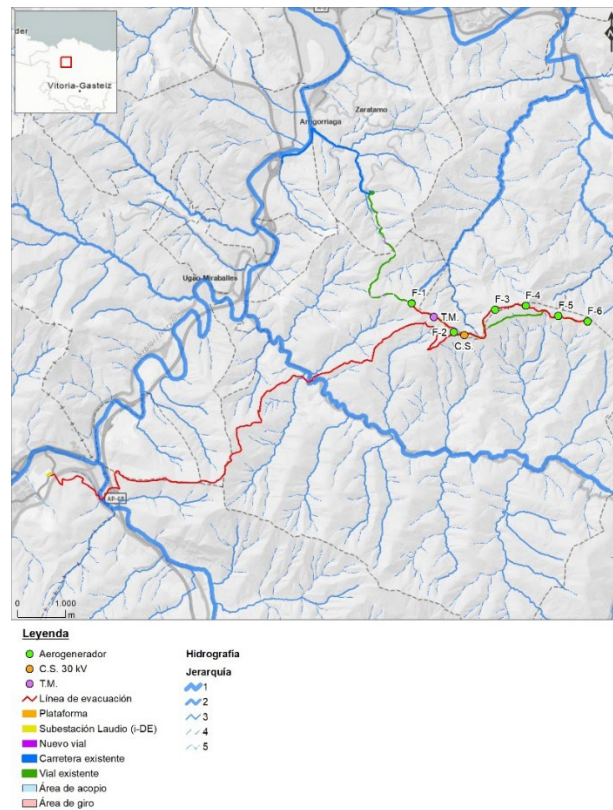 Vitoria-Gasteiz
Zaratamo
Arrigorriaga
Ugao-Miraballes
F-1
T.M.
F-2
C.S.
F-3
F-4
F-5
F-6
AP-68
0 1.000
m
Leyenda
Aerogenerador
C.S. 30 kV
T.M.
Línea de evacuación
Plataforma
Subestación Laudio (i-DE)
Nuevo vial
Carretera existente
Vial existente
Área de acopio
Área de giro
Hidrografía
Jerarquía
1
2
3
4
5